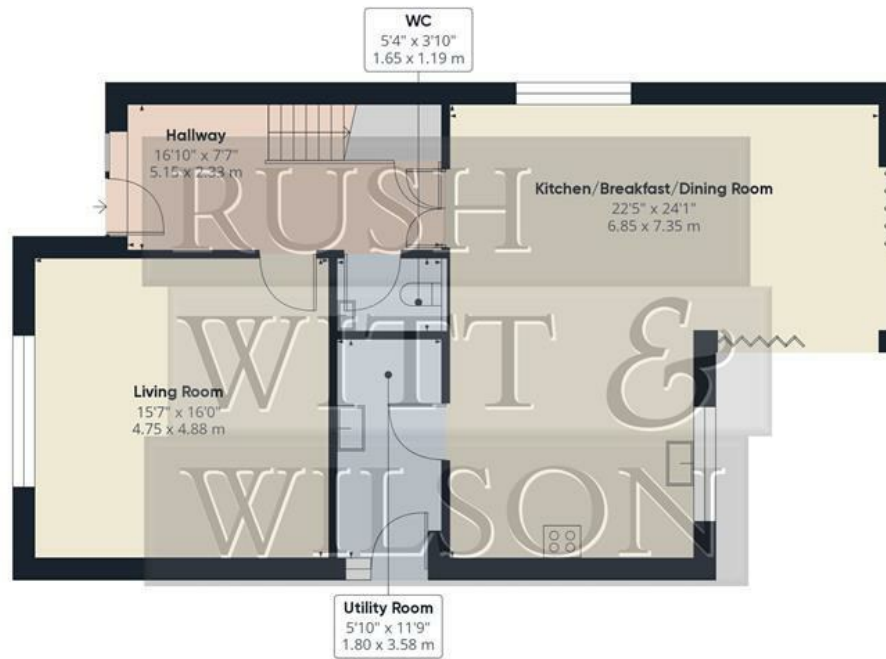 WC
5'4" x 3'10"
1.65 x 1.19 m
Hallway
16'10" x 7'7"
5.15 x 2.33 m
Kitchen/Breakfast/Dining Room
22'5" x 24'1"
6.85 x 7.35 m
Living Room
15'7" x 16'0"
4.75 x 4.88 m
Utility Room
5'10" x 11'9"
1.80 x 3.58 m
RUSH
WITT &
WILSON